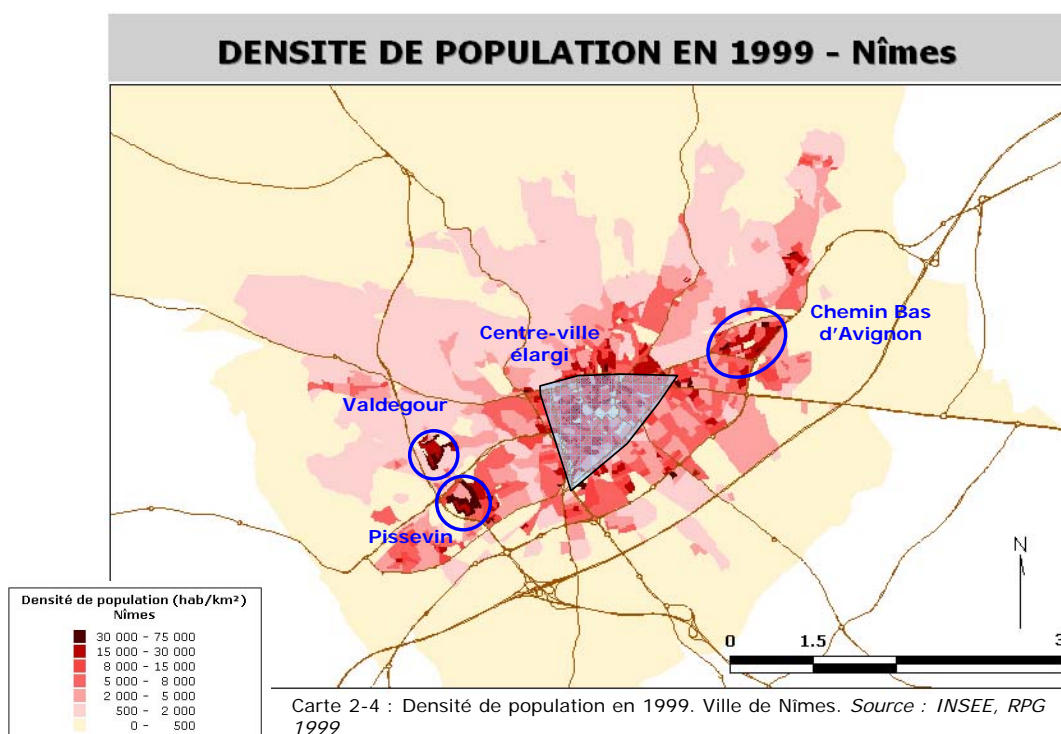 DENSITE DE POPULATION EN 1999 - Nîmes
Chemin Bas
d'Avignon
Centre-ville
élargi
Valdegour
Pissevin
N
0 1.5 3
Densité de population (hab/km²)
Nîmes
30 000 - 75 000
15 000 - 30 000
8 000 - 15 000
5 000 - 8 000
2 000 - 5 000
500 - 2 000
0 - 500
Carte 2-4 : Densité de population en 1999. Ville de Nîmes. Source : INSEE, RPG
1999